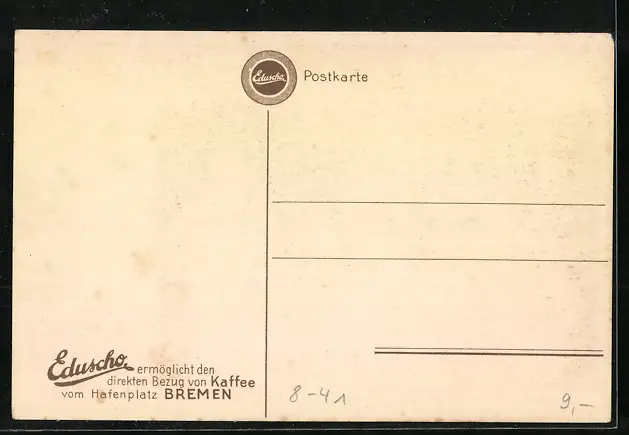 Eduscho
Postkarte
Eduscho ermöglicht den
direkten Bezug von Kaffee
vom Hafenplatz BREMEN
8-41
9,-